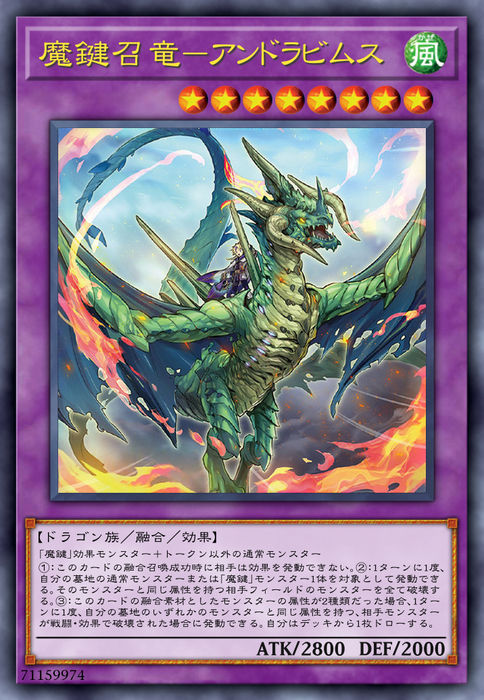 魔鍵召竜－アンドラビムス
かぜ
風
【ドラゴン族／融合／効果】
「魔鍵」効果モンスター＋トークン以外の通常モンスター
①：このカードの融合召喚成功時に相手は効果を発動できない。②：1ターンに1度、
自分の墓地の通常モンスターまたは「魔鍵」モンスター1体を対象として発動でき
る。そのモンスターと同じ属性を持つ相手フィールドのモンスターを全て破壊す
る。③：このカードの融合素材としたモンスターの属性が2種類だった場合、1ター
ンに1度、自分の墓地のいずれかのモンスターと同じ属性を持つ、相手モンスター
が戦闘・効果で破壊された場合に発動できる。自分はデッキから1枚ドローする。
ATK/2800 DEF/2000
71159974